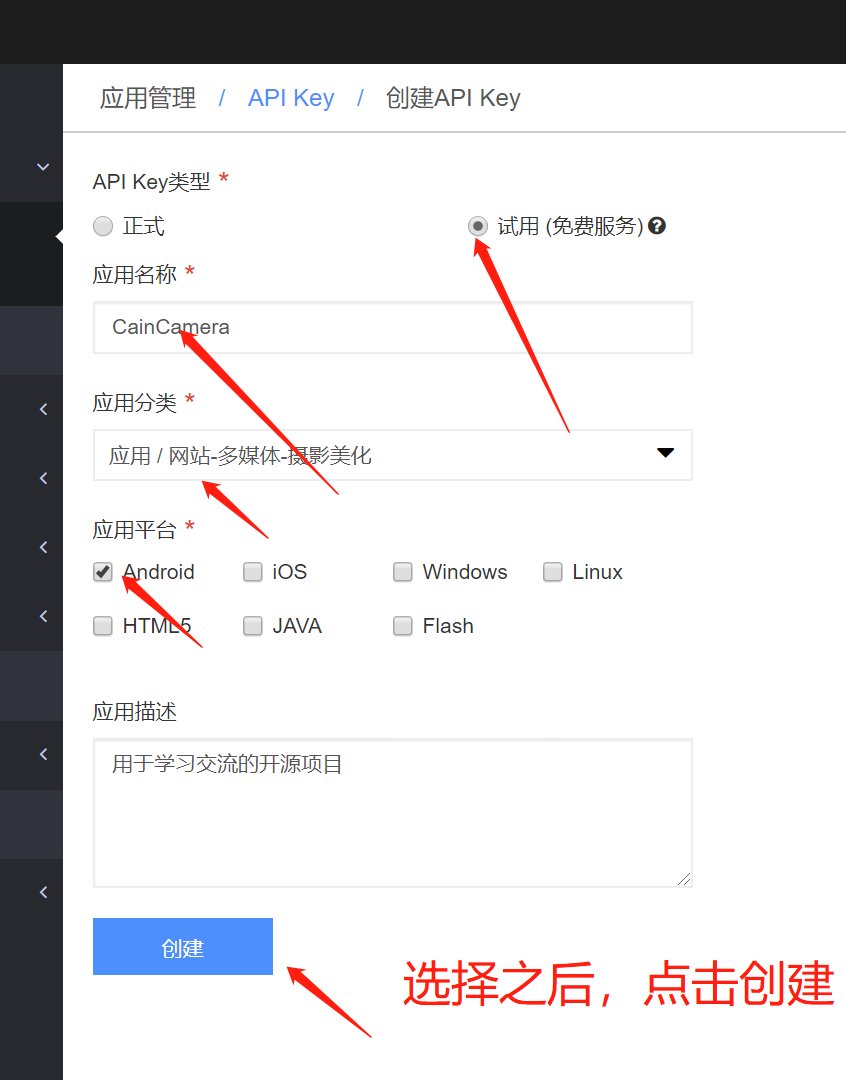 应用管理 / API Key / 创建API Key
API Key类型 *
正式 试用 (免费服务)
应用名称 *
CainCamera
应用分类 *
应用 / 网站-多媒体-摄影美化
应用平台 *
Android iOS Windows Linux
HTML5 JAVA Flash
应用描述
用于学习交流的开源项目
创建
选择之后，点击创建